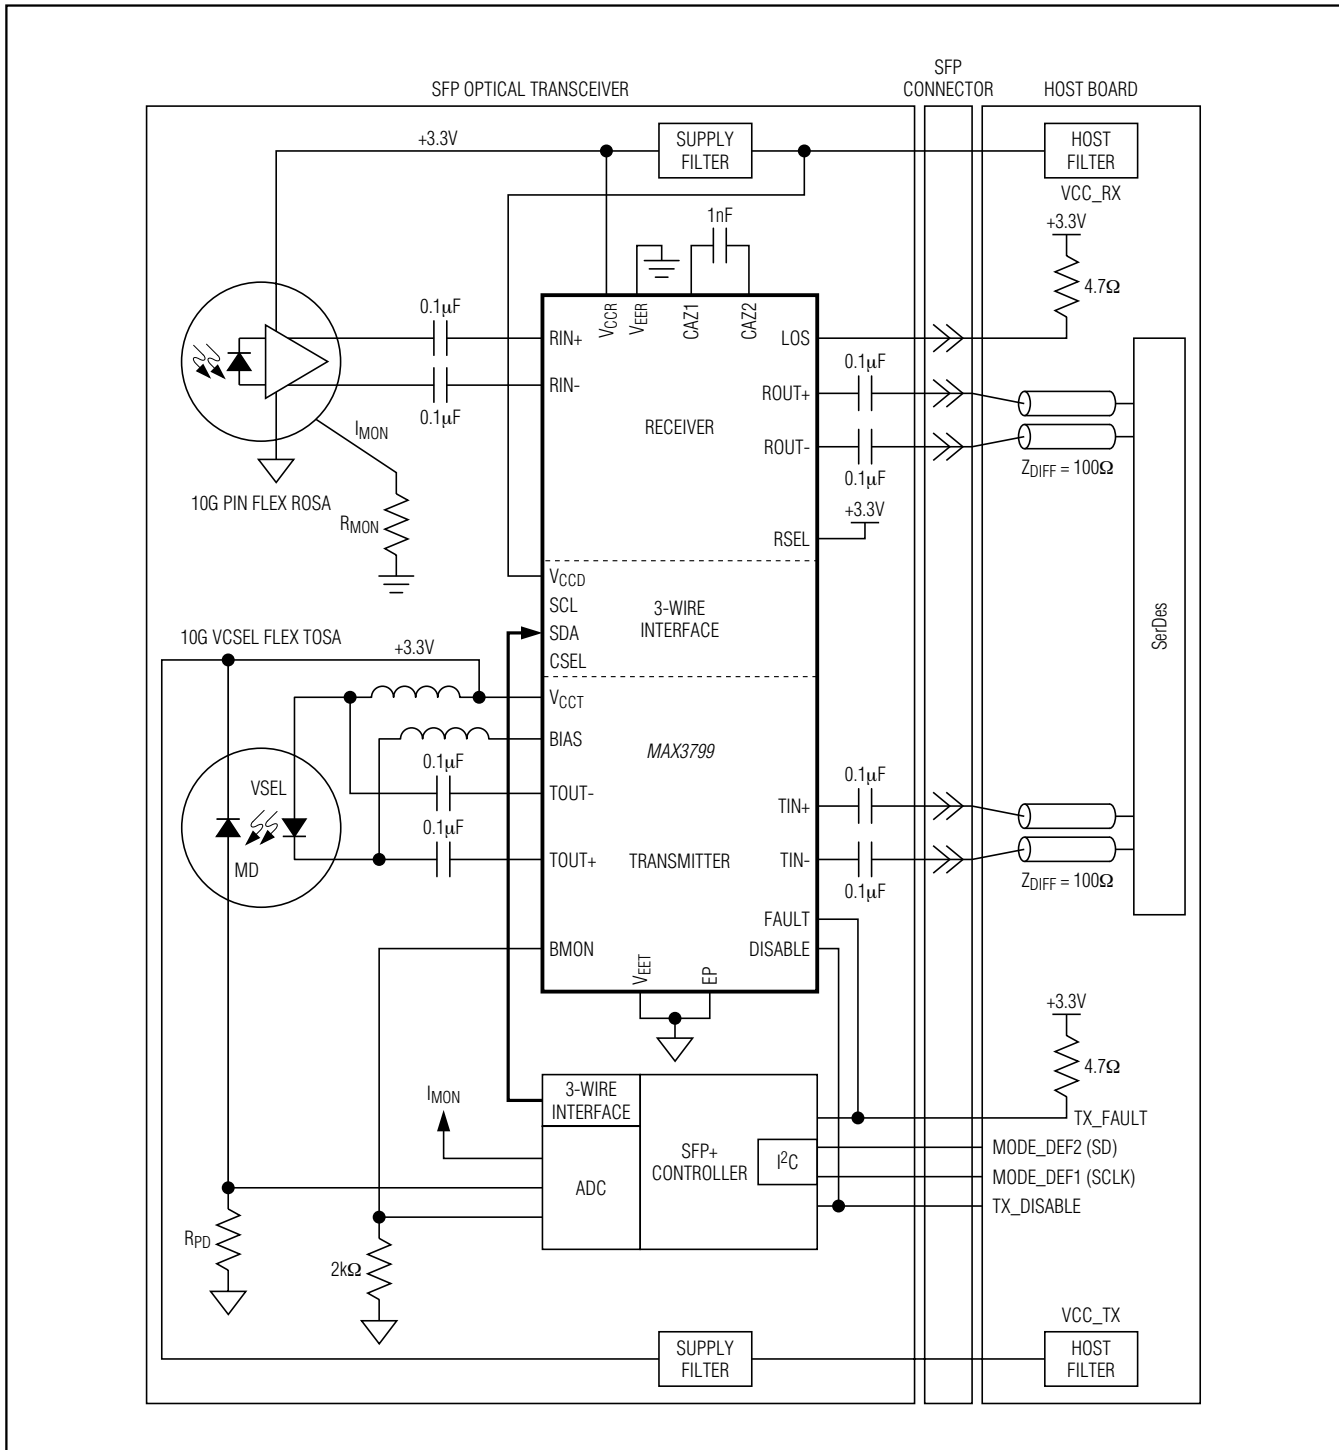 SFP OPTICAL TRANSCEIVER
SFP
CONNECTOR
HOST BOARD
+3.3V
SUPPLY
FILTER
HOST
FILTER
VCC_RX
1nF
+3.3V
4.7Ω
0.1μF
0.1μF
RIN+
RIN-
VCCR
VEER
CAZ1
CAZ2
LOS
0.1μF
ROUT+
ROUT-
0.1μF
ZDIFF = 100Ω
RECEIVER
IMON
10G PIN FLEX ROSA
RMON
+3.3V
RSEL
VCCD
SCL
SDA
CSEL
3-WIRE
INTERFACE
SerDes
10G VCSEL FLEX TOSA
+3.3V
VCCT
BIAS
MAX3799
0.1μF
TOUT-
0.1μF
TOUT+
VSEL
MD
TRANSMITTER
0.1μF
TIN+
TIN-
0.1μF
ZDIFF = 100Ω
FAULT
DISABLE
BMON
VEET
EP
+3.3V
4.7Ω
IMON
3-WIRE
INTERFACE
ADC
SFP+
CONTROLLER
I²C
TX_FAULT
MODE_DEF2 (SD)
MODE_DEF1 (SCLK)
TX_DISABLE
RPD
2kΩ
SUPPLY
FILTER
VCC_TX
HOST
FILTER